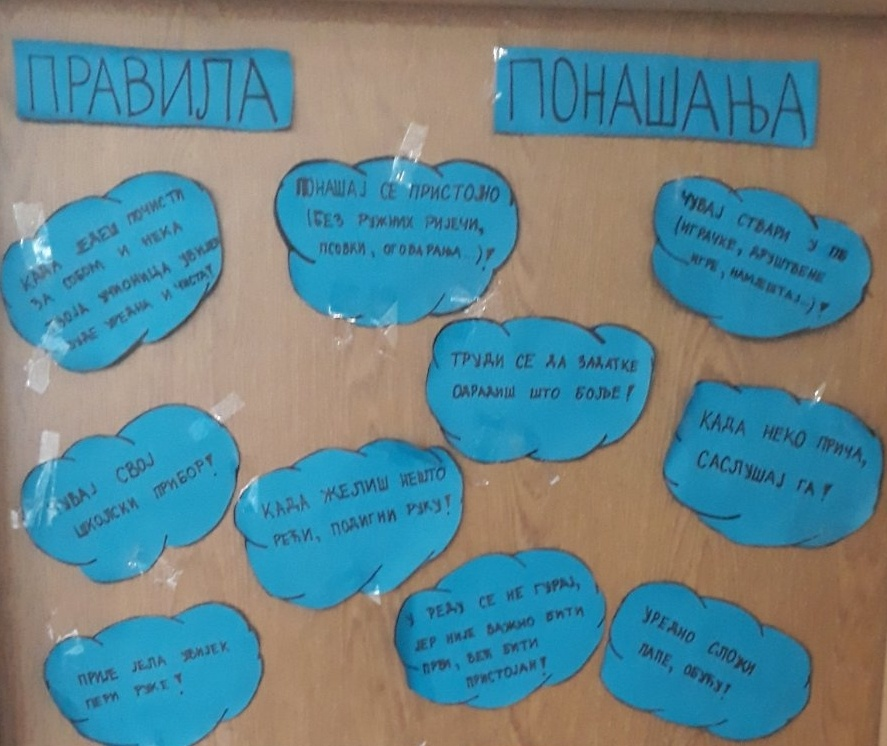 ПРАВИЛА ПОНАШАЊА
КАДА ЈЕДЕШ ПОЧИСТИ
ЗА СОБОМ И НЕКА
ТВОЈА УЧИОНИЦА УВИЈЕК
БУДЕ УРЕДНА И ЧИСТА!
ПОНАШАЈ СЕ ПРИСТОЈНО
(БЕЗ РУЖНИХ РИЈЕЧИ,
ПСОВКИ, ОГОВАРАЊА...)!
ЧУВАЈ СТВАРИ У ПБ
(ИГРАЧКЕ, ДРУШТВЕНЕ
ИГРЕ, НАМЈЕШТАЈ...)!
ТРУДИ СЕ ДА ЗАДАТКЕ
ОДРАДИШ ШТО БОЉЕ!
КАДА НЕКО ПРИЧА,
САСЛУШАЈ ГА!
ЧУВАЈ СВОЈ
ШКОЛСКИ ПРИБОР!
КАДА ЖЕЛИШ НЕШТО
РЕЋИ, ПОДИГНИ РУКУ!
ПРИЈЕ ЈЕЛА УВИЈЕК
ПЕРИ РУКЕ!
У РЕДУ СЕ НЕ ГУРАЈ,
ЈЕР НИЈЕ ВАЖНО БИТИ
ПРВИ, ВЕЋ БИТИ
ПРИСТОЈАН!
УРЕДНО СЛОЖИ
ПАПЕ, ОБУЋУ!